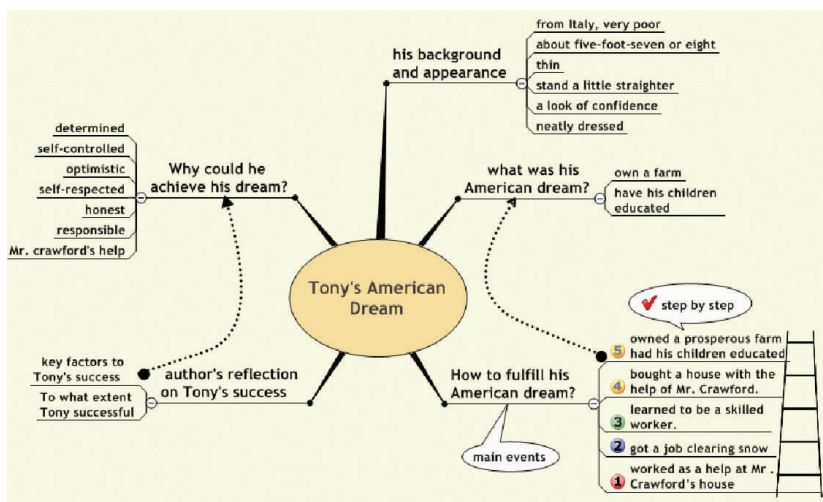 his background
and appearance
from Italy, very poor
about five-foot-seven or eight
thin
stand a little straighter
a look of confidence
neatly dressed
Why could he
achieve his dream?
determined
self-controlled
optimistic
self-respected
honest
responsible
Mr. crawford's help
what was his
American dream?
own a farm
have his children
educated
Tony's American
Dream
author's reflection
on Tony's success
key factors to
Tony's success
To what extent
Tony successful
How to fulfill his
American dream?
main events
step by step
5 owned a prosperous farm
had his children educated
4 bought a house with the
help of Mr. Crawford.
3 learned to be a skilled
worker.
2 got a job clearing snow
1 worked as a help at Mr .
Crawford's house